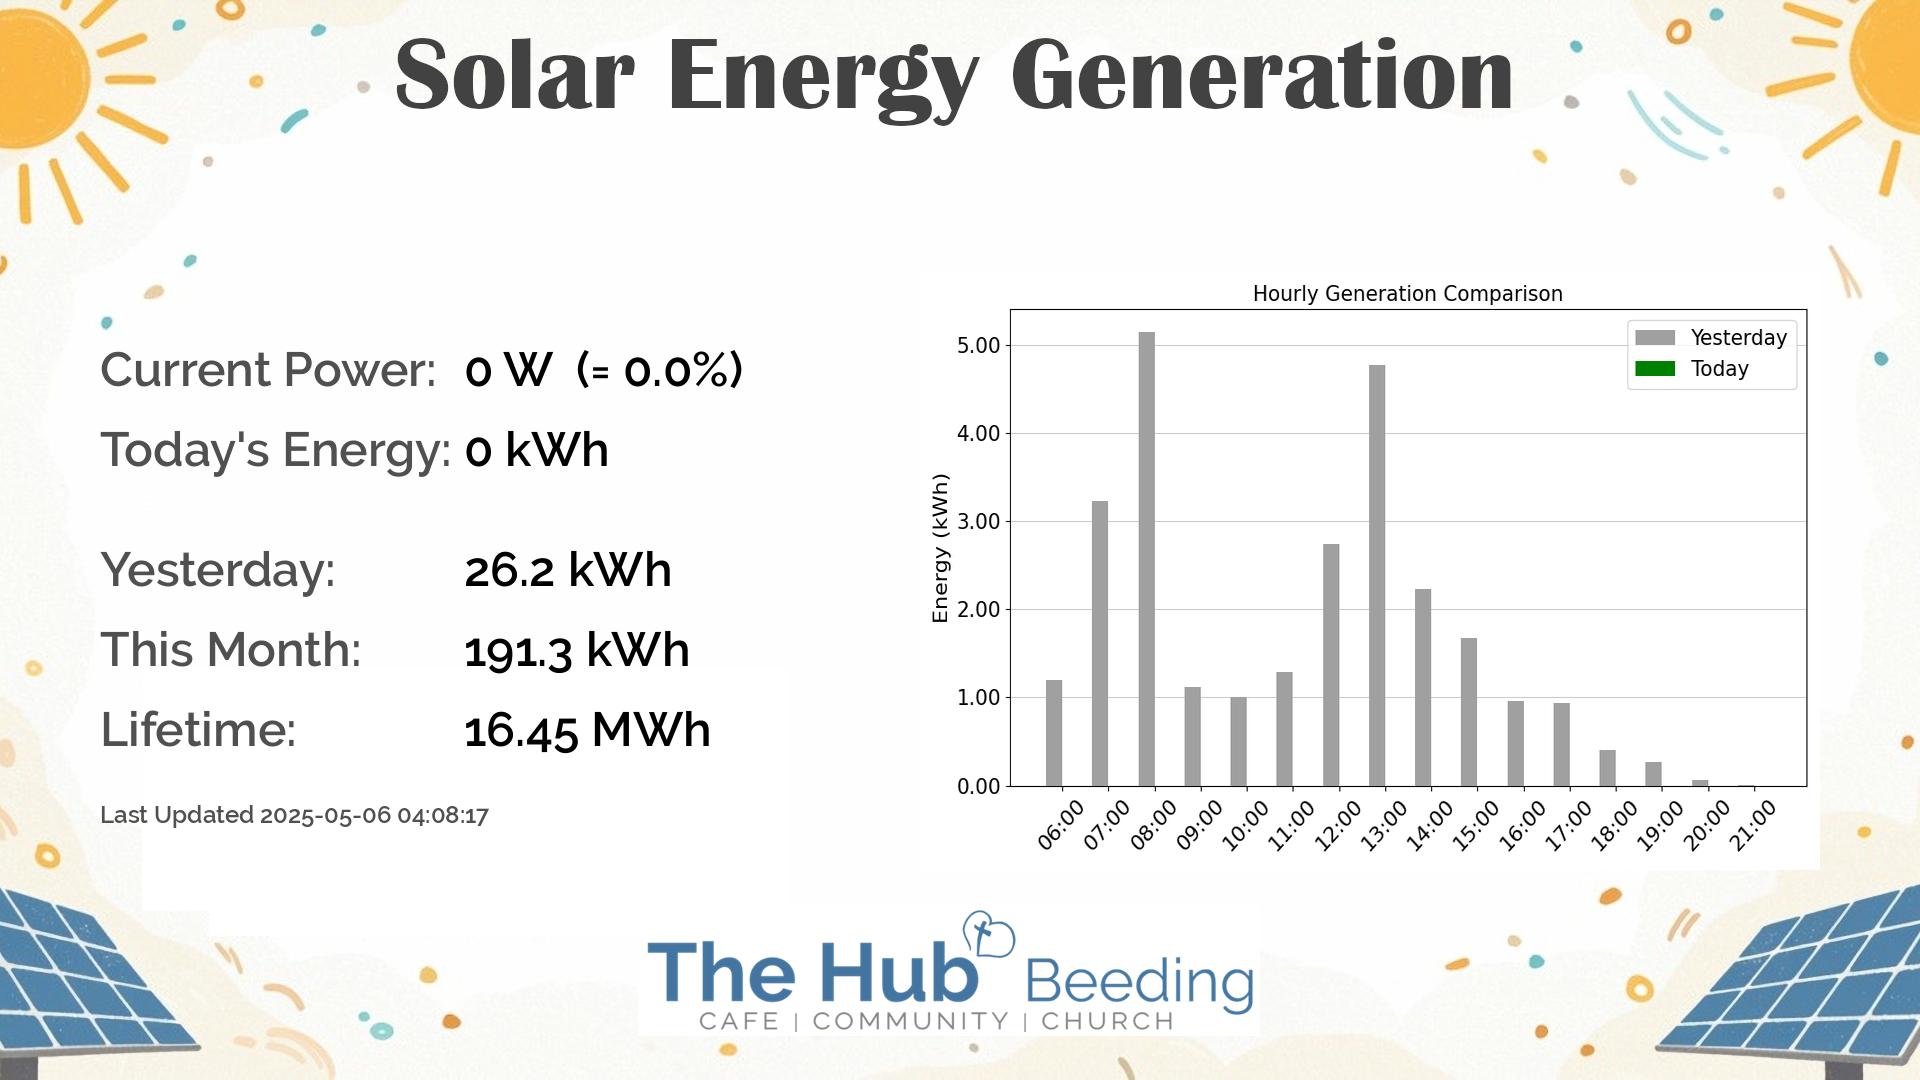 Solar Energy Generation
Current Power: 0 W (= 0.0%)
Today's Energy: 0 kWh
Yesterday: 26.2 kWh
This Month: 191.3 kWh
Lifetime: 16.45 MWh
Last Updated 2025-05-06 04:08:17
Hourly Generation Comparison
Yesterday
Today
Energy (kWh)
5.00
4.00
3.00
2.00
1.00
0.00
06:00 07:00 08:00 09:00 10:00 11:00 12:00 13:00 14:00 15:00 16:00 17:00 18:00 19:00 20:00 21:00
The Hub Beeding
CAFE | COMMUNITY | CHURCH